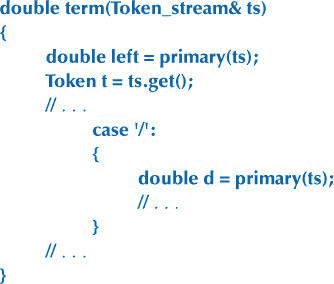 double term(Token_stream& ts)
{
double left = primary(ts);
Token t = ts.get();
// . . .
case '/':
{
double d = primary(ts);
// . . .
}
// . . .
}